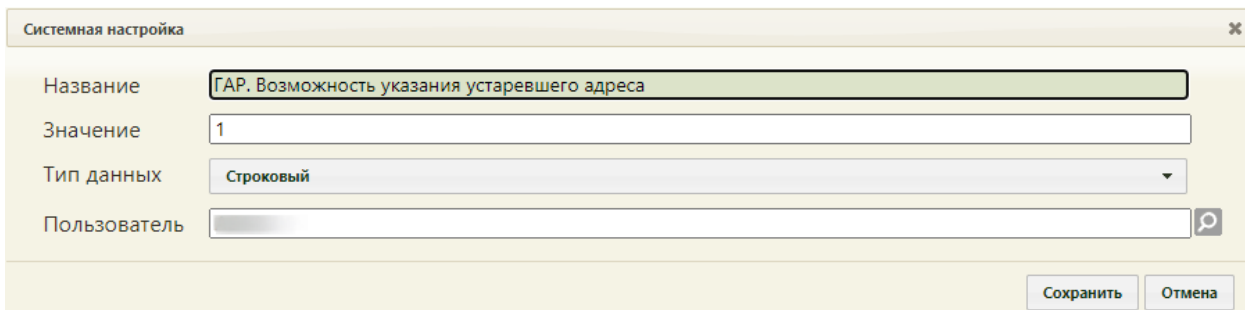 Системная настройка
Название ГАР. Возможность указания устаревшего адреса
Значение 1
Тип данных Строковый
Пользователь
Сохранить Отмена